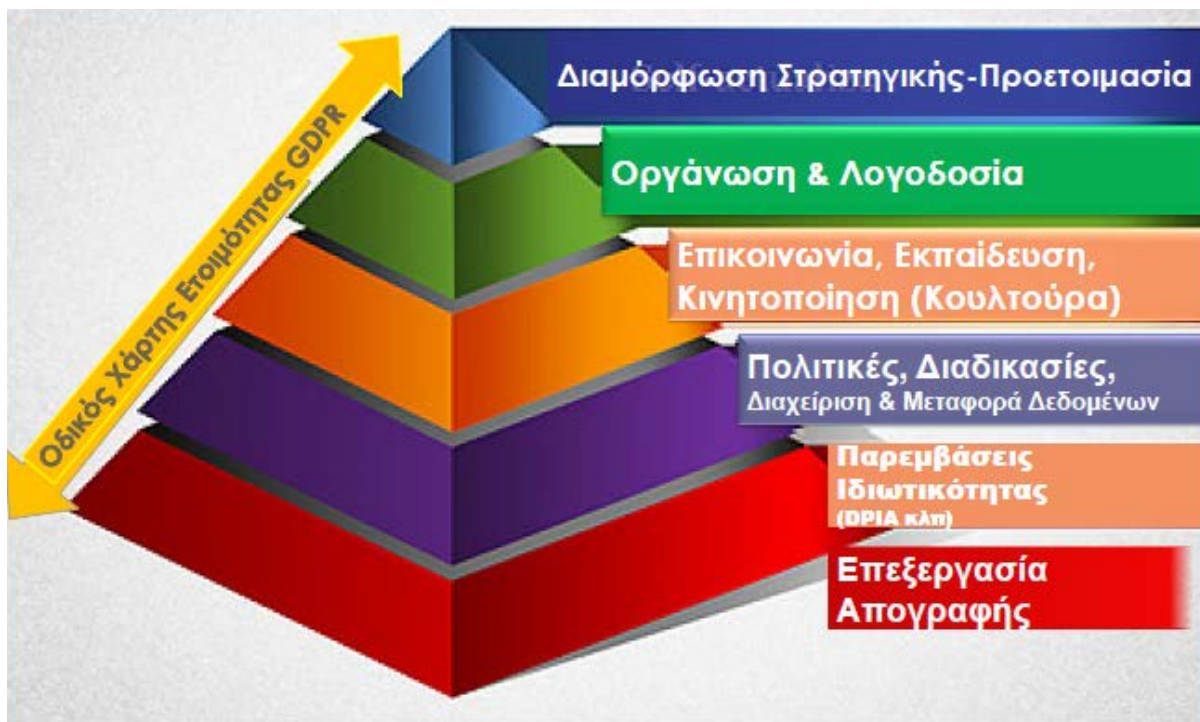 Οδικός Χάρτης Ετοιμότητας GDPR
Διαμόρφωση Στρατηγικής-Προετοιμασία
Οργάνωση & Λογοδοσία
Επικοινωνία, Εκπαίδευση,
Κινητοποίηση (Κουλτούρα)
Πολιτικές, Διαδικασίες,
Διαχείριση & Μεταφορά Δεδομένων
Παρεμβάσεις
Ιδιωτικότητας
(DPIA κλπ)
Επεξεργασία
Απογραφής